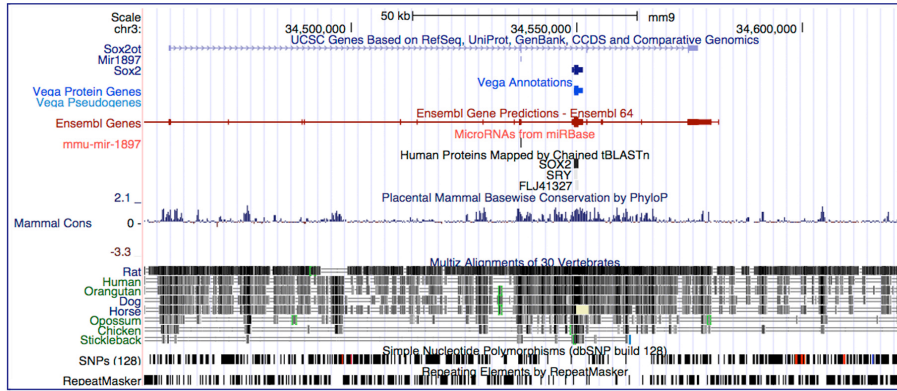 Scale 50 kb mm9
chr3: 34,500,000 34,550,000 34,600,000
UCSC Genes Based on RefSeq, UniProt, GenBank, CCDS and Comparative Genomics
Sox2ot
Mir1897
Sox2
Vega Annotations
Vega Protein Genes
Vega Pseudogenes
Ensembl Gene Predictions - Ensembl 64
Ensembl Genes
MicroRNAs from miRBase
mmu-mir-1897
Human Proteins Mapped by Chained tBLASTn
SOX2
SRY
FLJ41327
Placental Mammal Basewise Conservation by PhyloP
2.1 _
Mammal Cons 0 -
-3.3
Multiz Alignments of 30 Vertebrates
Rat
Human
Orangutan
Dog
Horse
Opossum
Chicken
Stickleback
Simple Nucleotide Polymorphisms (dbSNP build 128)
SNPs (128)
Repeating Elements by RepeatMasker
RepeatMasker